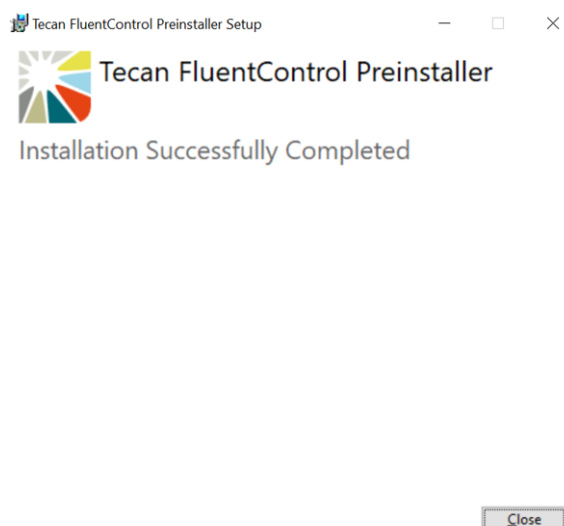 Tecan FluentControl Preinstaller Setup
Tecan FluentControl Preinstaller
Installation Successfully Completed
Close